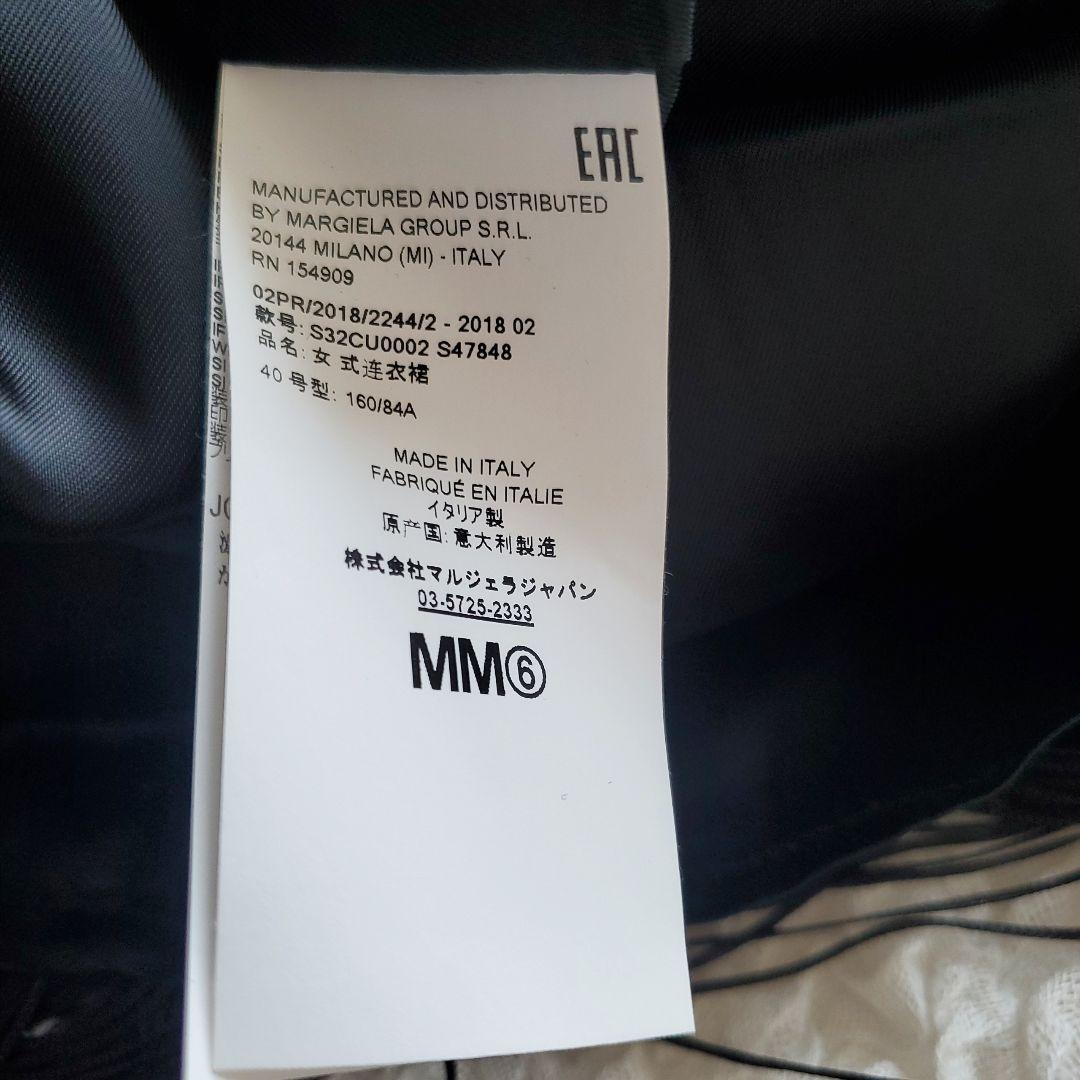 EAC
MANUFACTURED AND DISTRIBUTED
BY MARGIELA GROUP S.R.L.
20144 MILANO (MI) - ITALY
RN 154909
02PR/2018/2244/2 - 2018 02
款号: S32CU0002 S47848
品名: 女 式连衣裙
40 号型: 160/84A
MADE IN ITALY
FABRIQUÉ EN ITALIE
イタリア製
原产国: 意大利製造
株式会社マルジェラジャパン
03-5725-2333
MM⑥